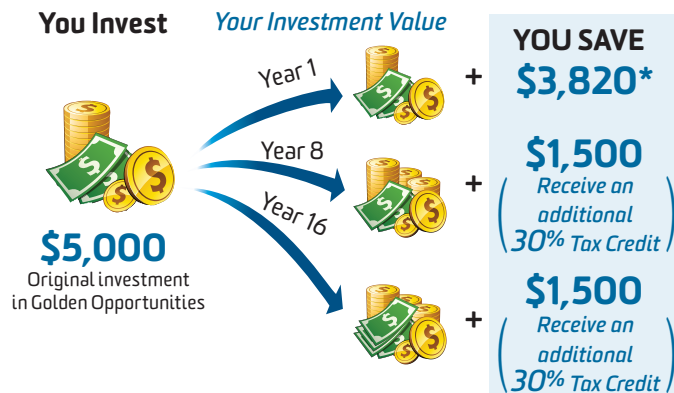 You Invest
$5,000
Original investment
in Golden Opportunities
Your Investment Value
Year 1
Year 8
Year 16
YOU SAVE
+ $3,820*
+ $1,500
(Receive an
additional
30% Tax Credit)
+ $1,500
(Receive an
additional
30% Tax Credit)